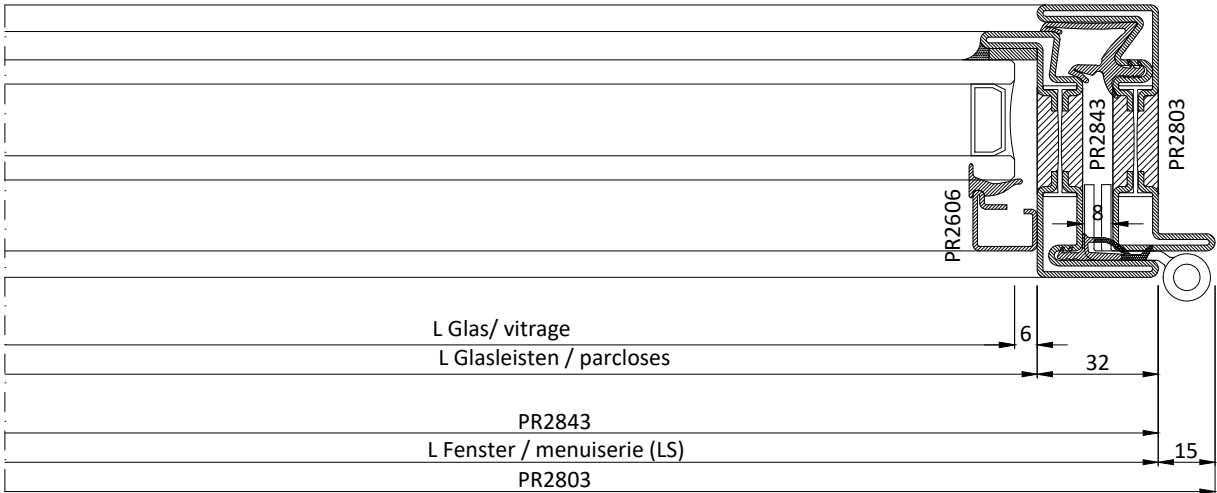 PR2843
PR2803
PR2606
8
L Glas/ vitrage
6
L Glasleisten / parcloses
32
PR2843
L Fenster / menuiserie (LS)
15
PR2803